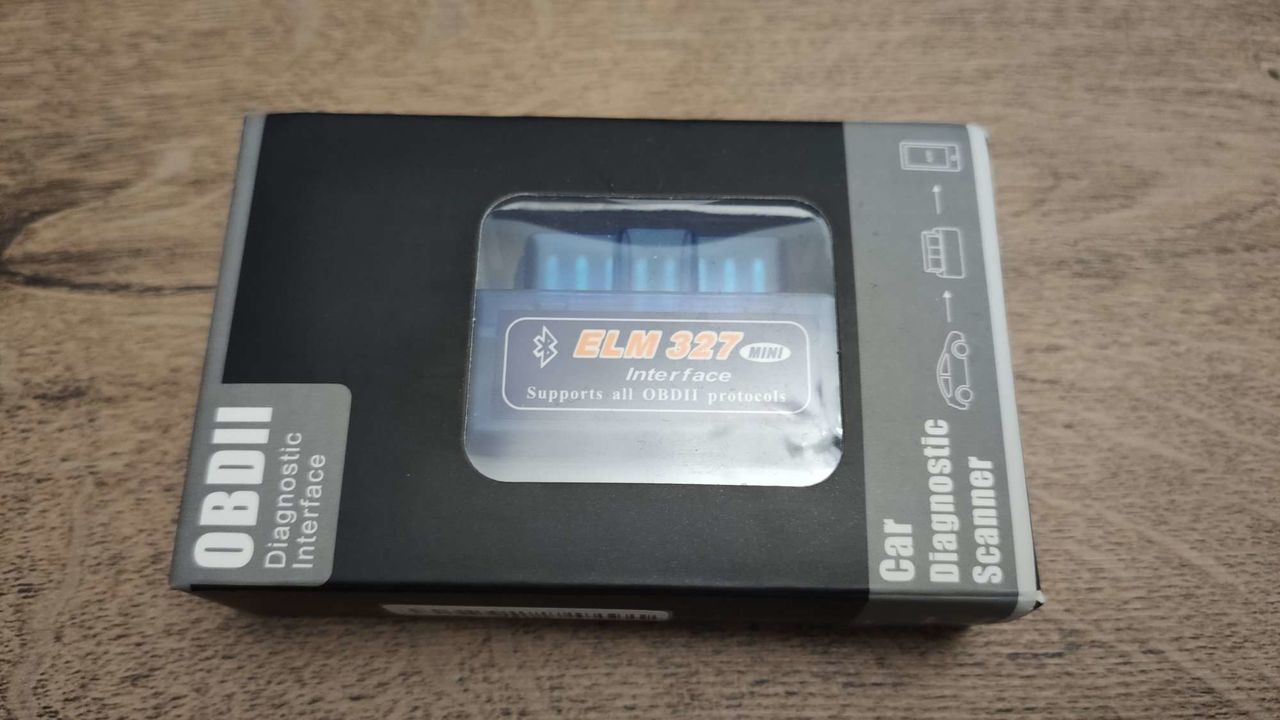 OBDII
Diagnostic
Interface
ELM 327 MINI
Interface
Supports all OBDII protocols
Car
Diagnostic
Scanner